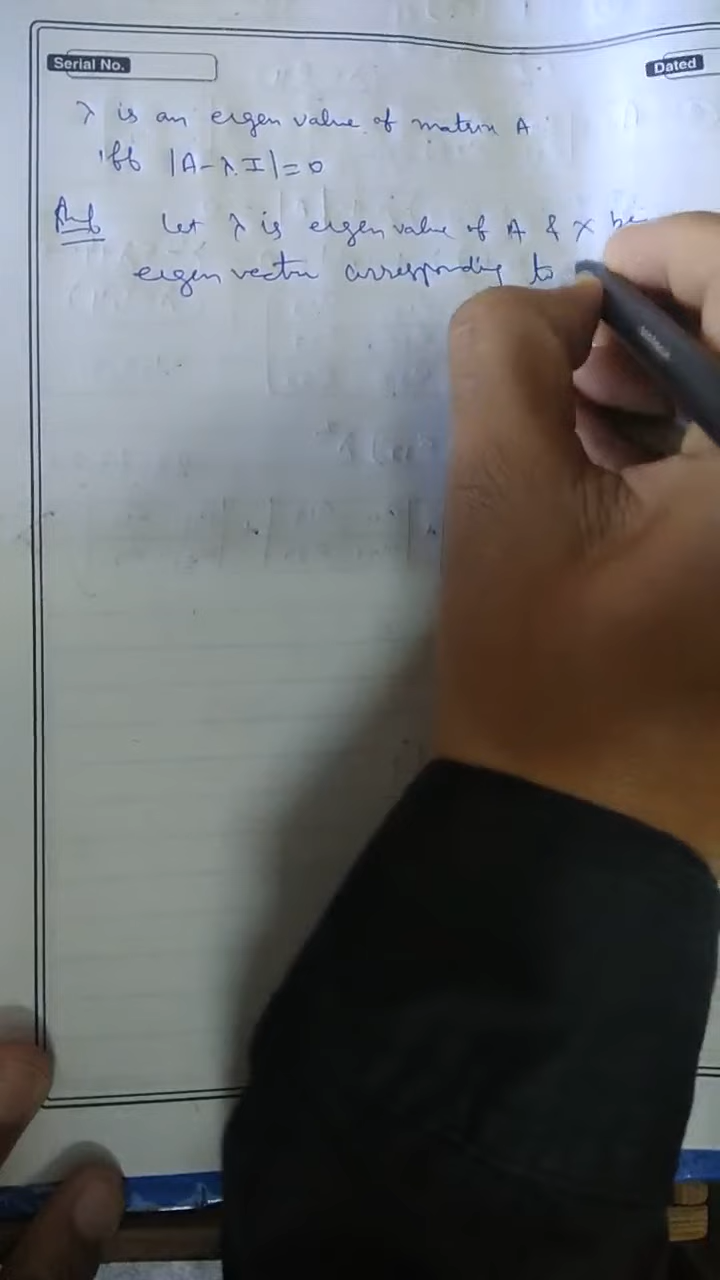 Serial No.
Dated
λ is an eigen value of matrix A
iff |A-λI|=0
Let λ is eigen value of A & X be
eigen vector corresponding to